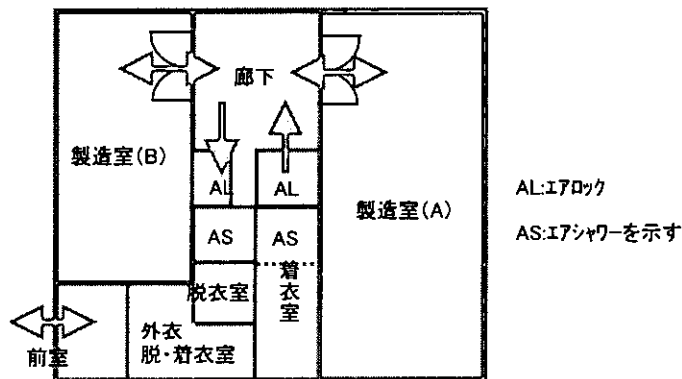 廊下
製造室(B)
AL
AL
製造室(A)
AL:エアロック
AS
AS
AS:エアシャワーを示す
脱衣室
着衣室
外衣
脱・着衣室
前室